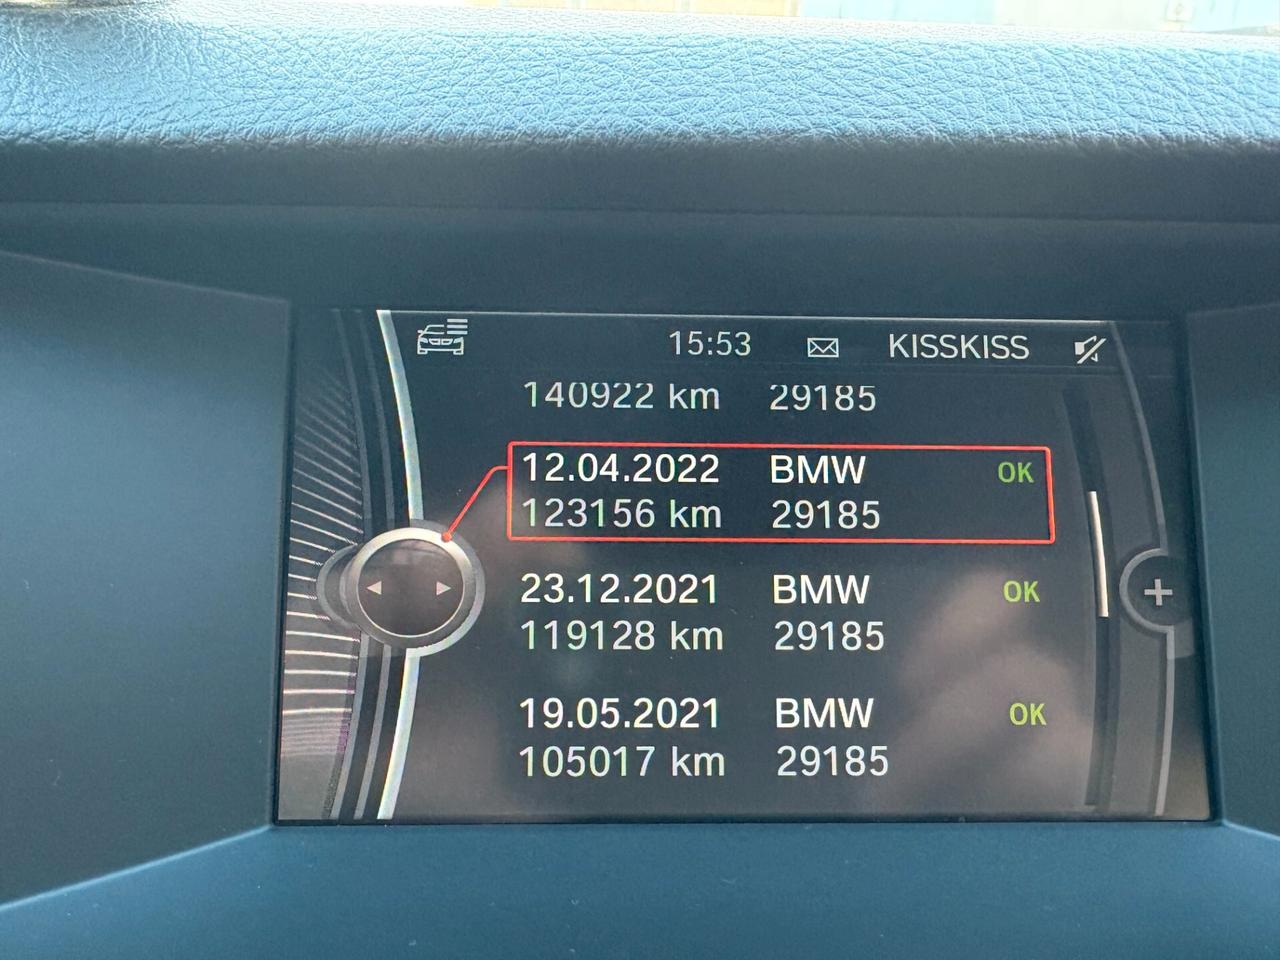 15:53 KISSKISS
140922 km 29185
12.04.2022 BMW OK
123156 km 29185
23.12.2021 BMW OK
119128 km 29185
19.05.2021 BMW OK
105017 km 29185